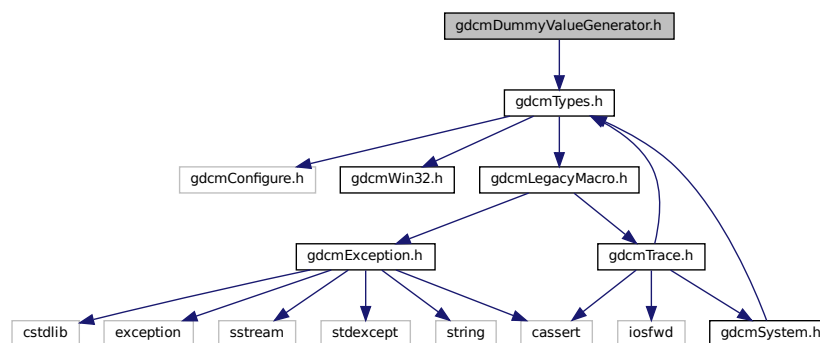 gdcmDummyValueGenerator.h
gdcmTypes.h
gdcmConfigure.h
gdcmWin32.h
gdcmLegacyMacro.h
gdcmException.h
gdcmTrace.h
cstdlib
exception
sstream
stdexcept
string
cassert
iosfwd
gdcmSystem.h